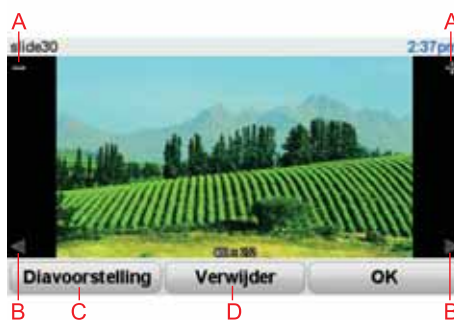 A A
slide30 2:37pm
− +
Diavoorstelling Verwijder OK
B C D B